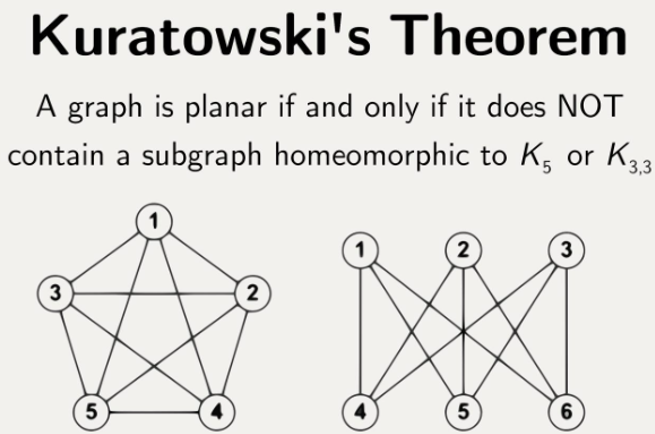 Kuratowski's Theorem
A graph is planar if and only if it does NOT
contain a subgraph homeomorphic to K₅ or K₃,₃
1
3 2
5 4
1 2 3
4 5 6